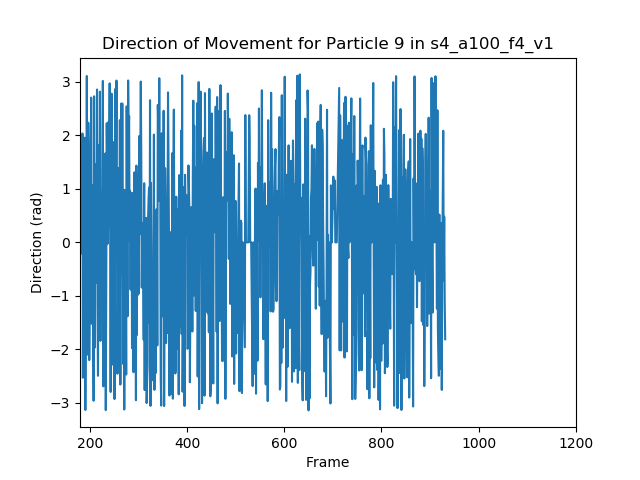 Direction of Movement for Particle 9 in s4_a100_f4_v1
Direction (rad)
3
2
1
0
−1
−2
−3
200 400 600 800 1000 1200
Frame